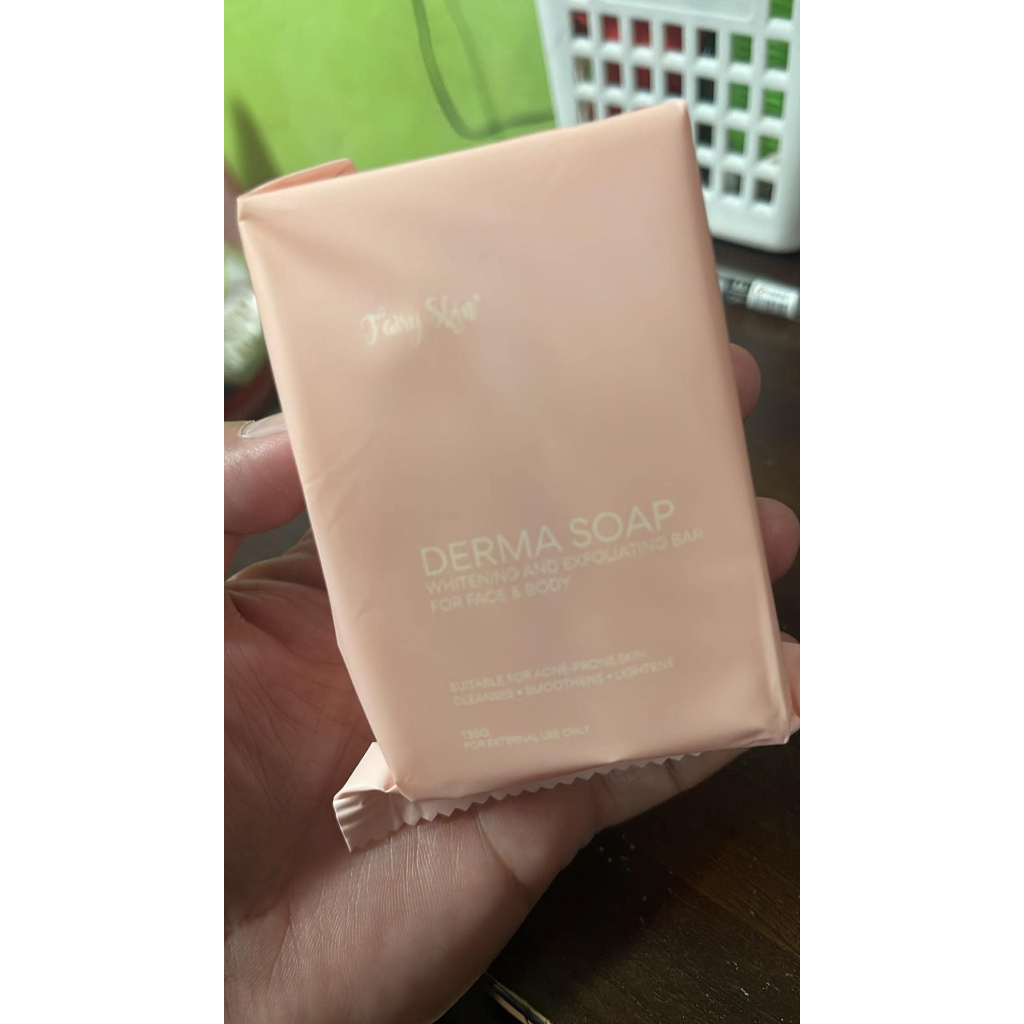 Fairy Skin
DERMA SOAP
WHITENING AND EXFOLIATING BAR
FOR FACE & BODY
SUITABLE FOR ACNE-PRONE SKIN
CLEANSES • SMOOTHENS • LIGHTENS
135G
FOR EXTERNAL USE ONLY